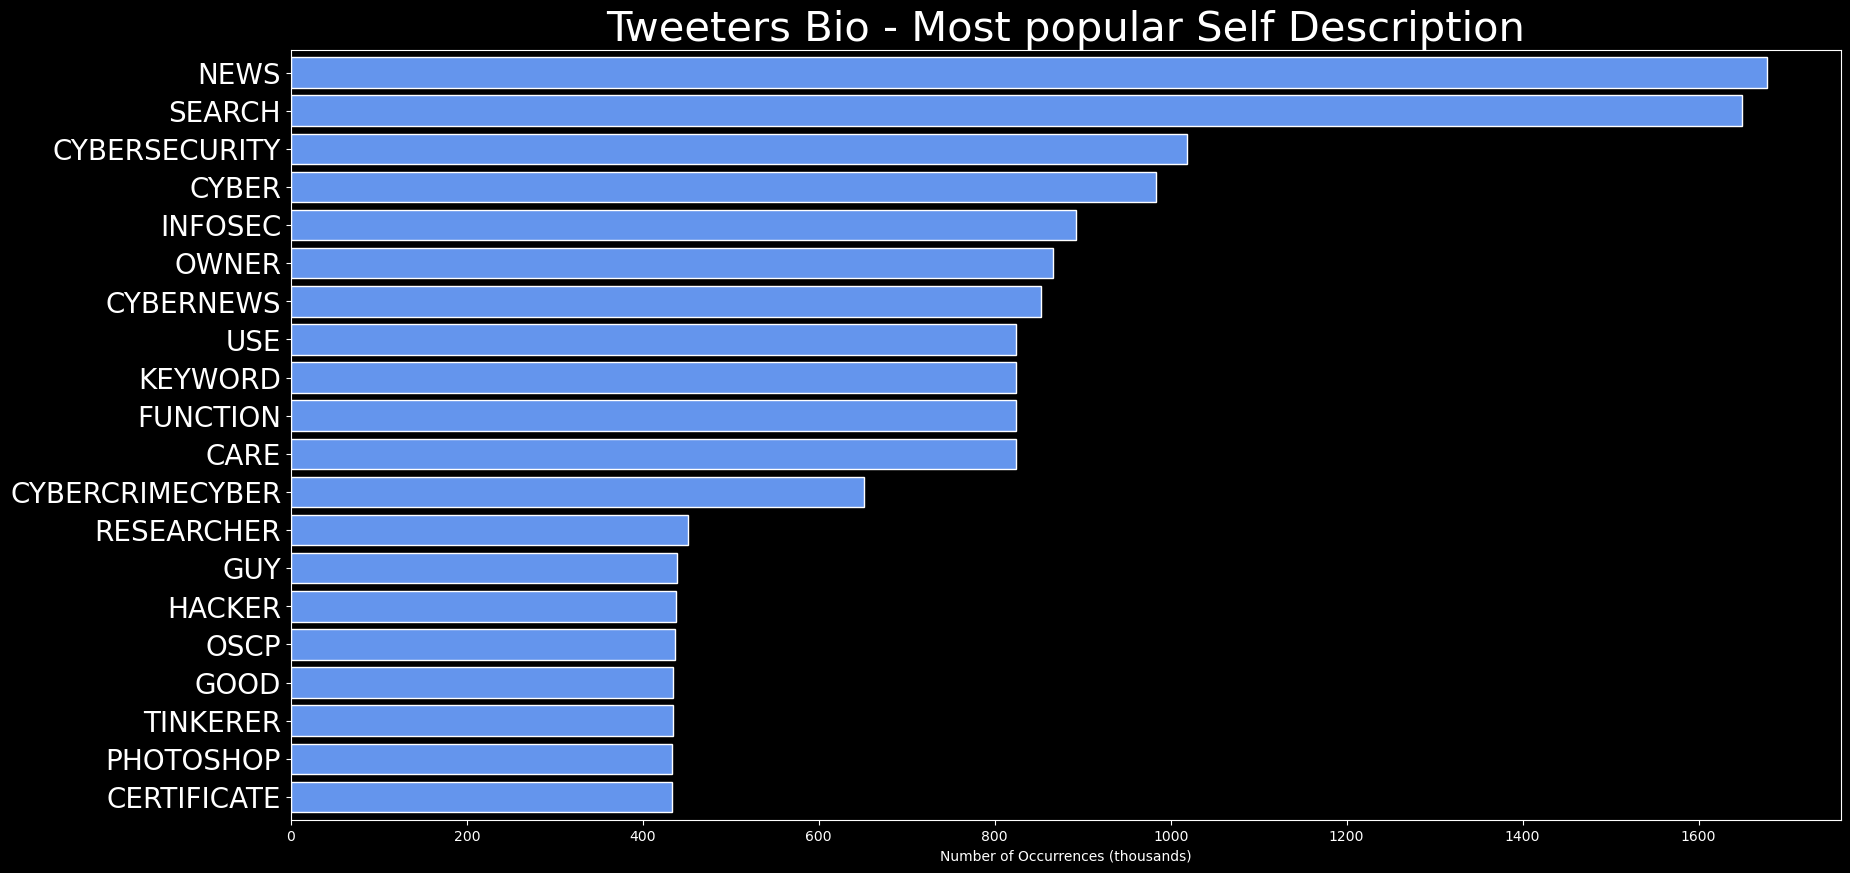 Tweeters Bio - Most popular Self Description
NEWS
SEARCH
CYBERSECURITY
CYBER
INFOSEC
OWNER
CYBERNEWS
USE
KEYWORD
FUNCTION
CARE
CYBERCRIMECYBER
RESEARCHER
GUY
HACKER
OSCP
GOOD
TINKERER
PHOTOSHOP
CERTIFICATE
0 200 400 600 800 1000 1200 1400 1600
Number of Occurrences (thousands)